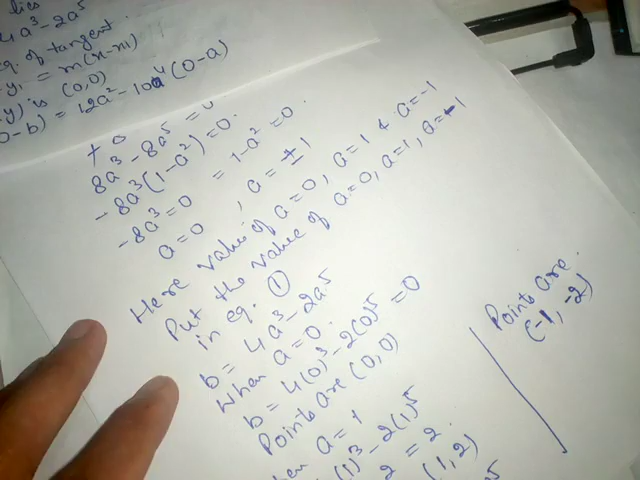 lies
4a³-2a⁵
eq. of tangent.
y₁ = m(x-x₁)
y) is (0,0)
0-b) = 12a²-10a⁴(0-a)
8a³-8a⁵=0
-8a³(1-a²)=0.
-8a³=0 = 1-a²=0.
a=0 , a=±1
Here value of a=0, a=1 & a=-1
Put the value of a=0, a=1, a=-1
in eq. ①
b= 4a³-2a⁵
When a=0.
b= 4(0)³-2(0)⁵=0
Points are (0,0)
a=1
(1)³-2(1)⁵
2 = 2.
(1,2)
Points are.
(-1,-2)